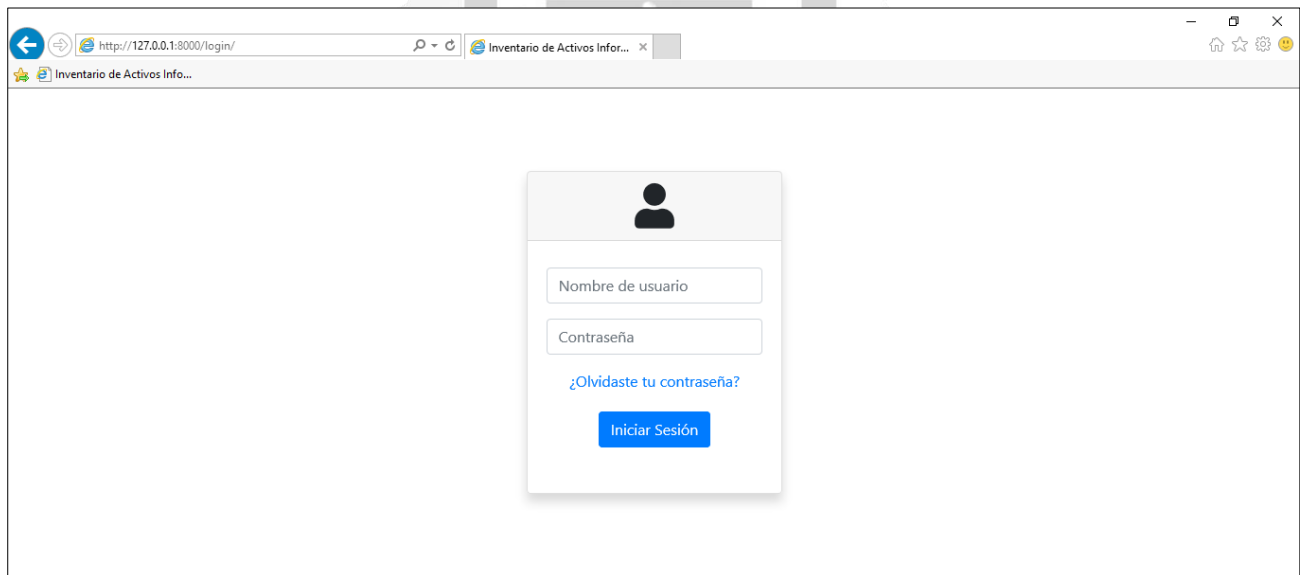 http://127.0.0.1:8000/login/
Inventario de Activos Infor...
Inventario de Activos Info...
Nombre de usuario
Contraseña
¿Olvidaste tu contraseña?
Iniciar Sesión